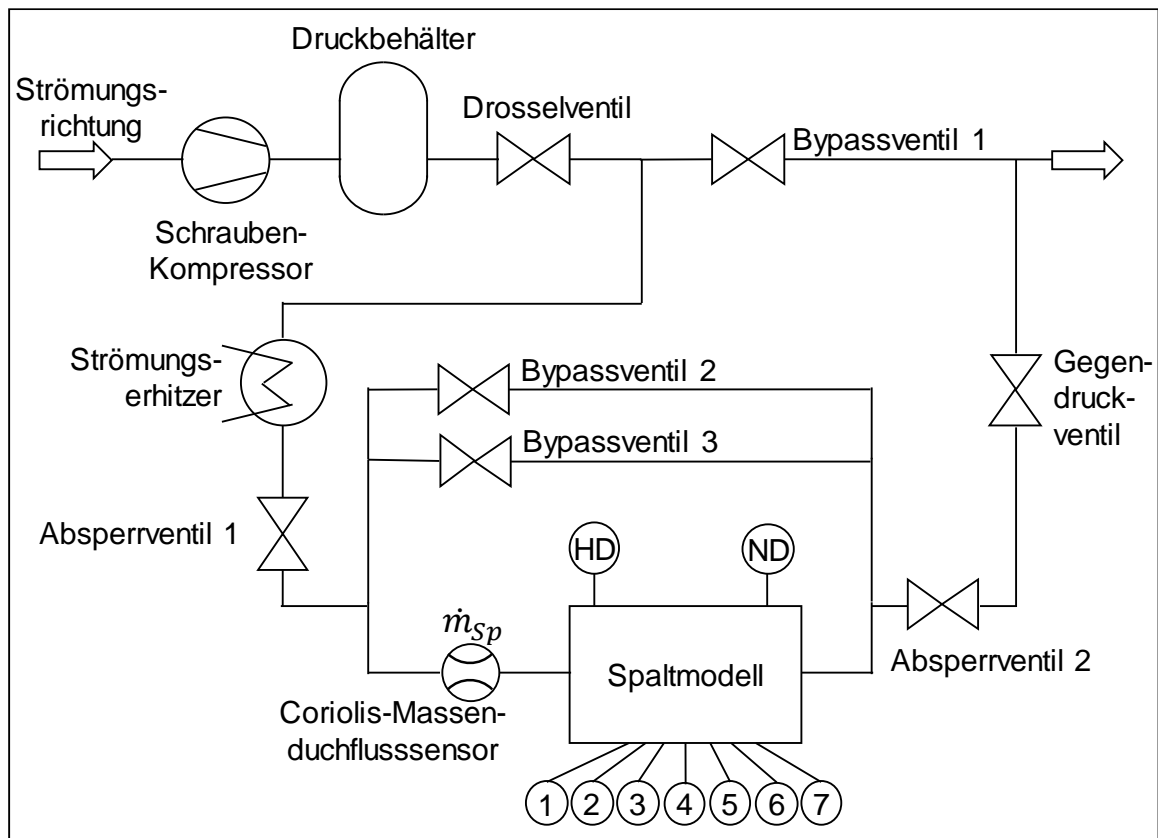 Druckbehälter
Strömungs-
richtung
Drosselventil
Bypassventil 1
Schrauben-
Kompressor
Strömungs-
erhitzer
Bypassventil 2
Gegen-
druck-
ventil
Bypassventil 3
Absperrventil 1
HD
ND
ṁSp
Spaltmodell
Absperrventil 2
Coriolis-Massen-
duchflusssensor
1 2 3 4 5 6 7